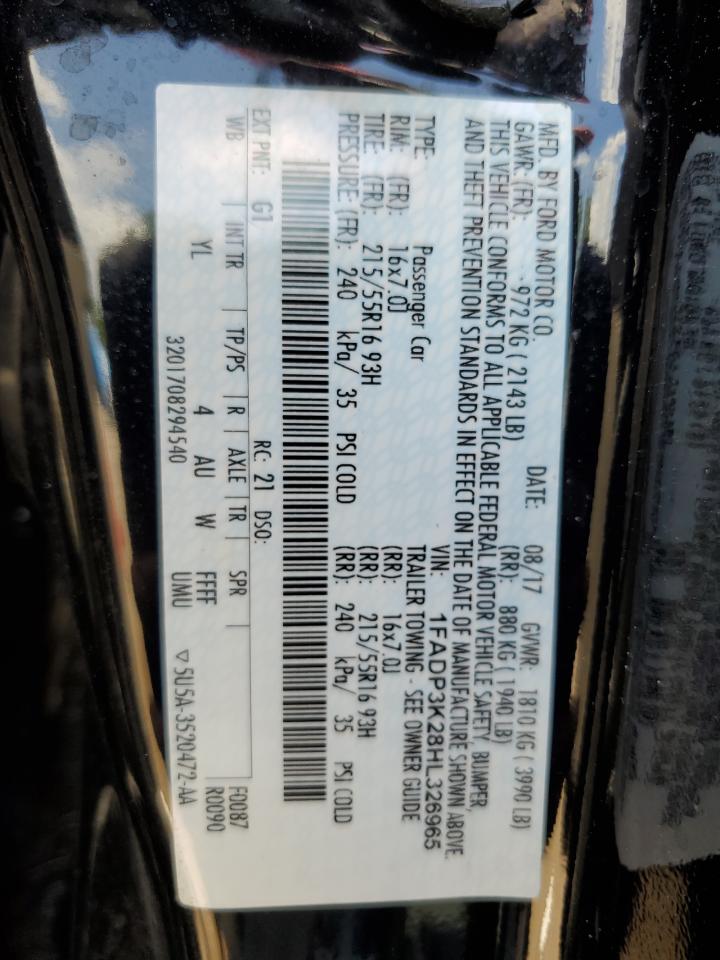 MFD. BY FORD MOTOR CO. DATE: 08/17 GVWR: 1810 KG ( 3990 LB)
GAWR: (FR): 972 KG ( 2143 LB) (RR): 880 KG ( 1940 LB)
THIS VEHICLE CONFORMS TO ALL APPLICABLE FEDERAL MOTOR VEHICLE SAFETY, BUMPER,
AND THEFT PREVENTION STANDARDS IN EFFECT ON THE DATE OF MANUFACTURE SHOWN ABOVE.
VIN: 1FADP3K28HL326965
TYPE: Passenger Car TRAILER TOWING - SEE OWNER GUIDE
RIM: (FR): 16x7.0J (RR): 16x7.0J
TIRE: (FR): 215/55R16 93H (RR): 215/55R16 93H
PRESSURE (FR): 240 kPa/ 35 PSI COLD (RR): 240 kPa/ 35 PSI COLD
EXT PNT: G1 RC: 21 DSO: F0087
WB INT TR TP/PS R AXLE TR SPR R0090
YL 4 AU W FFFF
UMU
3201708294540 ▽5U5A-3520472-AA